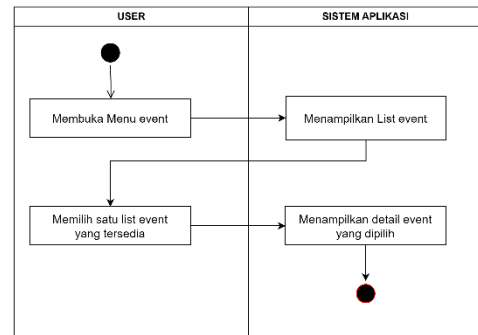 USER
SISTEM APLIKASI
Membuka Menu event
Menampilkan List event
Memilih satu list event
yang tersedia
Menampilkan detail event
yang dipilih